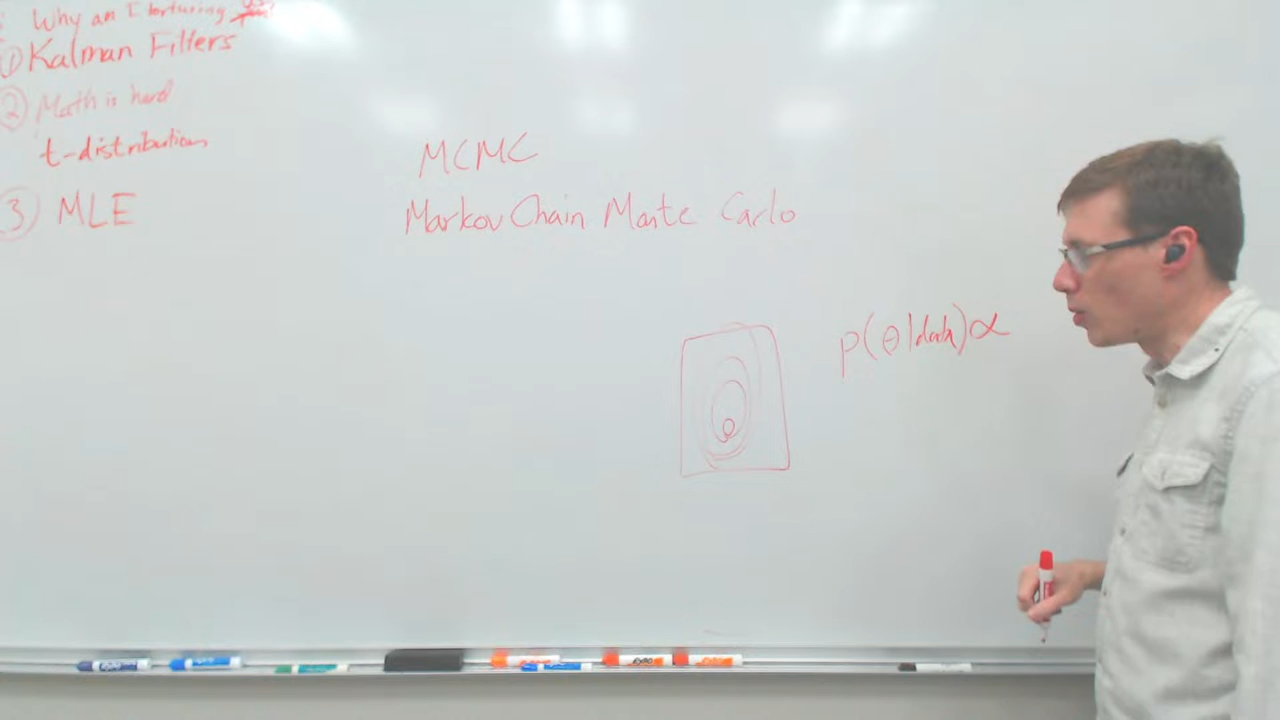 Why am I torturing
① Kalman Filters
② Math is hard
t-distribution
③ MLE
MCMC
Markov Chain Monte Carlo
p(θ|data)∝
EXPO